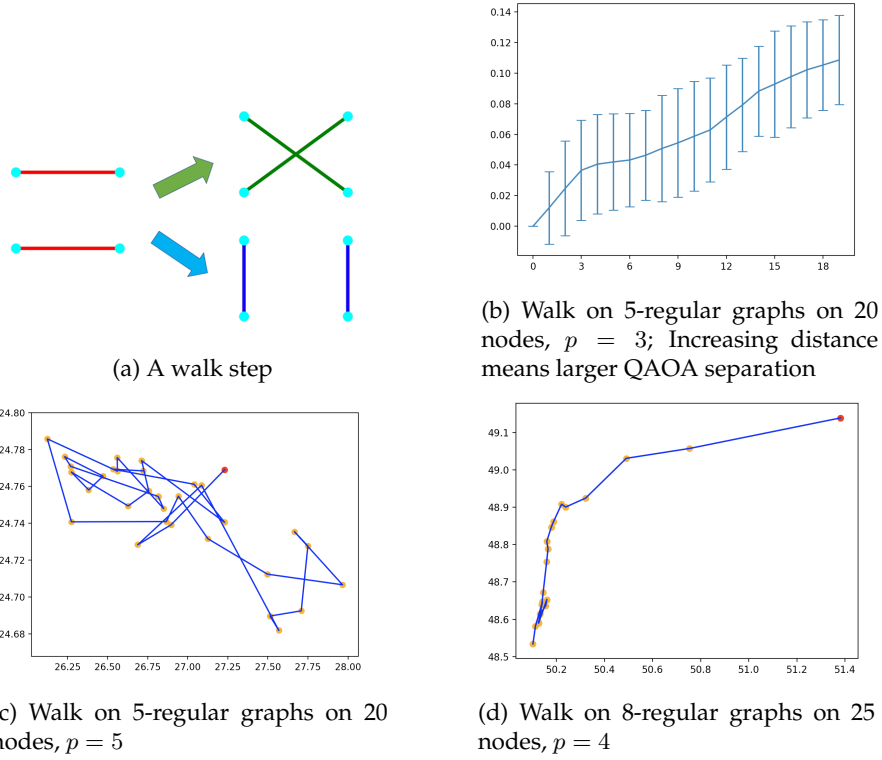 0.14
0.12
0.10
0.08
0.06
0.04
0.02
0.00
0 3 6 9 12 15 18
(a) A walk step
(b) Walk on 5-regular graphs on 20
nodes, p = 3; Increasing distance
means larger QAOA separation
24.80
24.78
24.76
24.74
24.72
24.70
24.68
26.25 26.50 26.75 27.00 27.25 27.50 27.75 28.00
49.1
49.0
48.9
48.8
48.7
48.6
48.5
50.2 50.4 50.6 50.8 51.0 51.2 51.4
c) Walk on 5-regular graphs on 20
nodes, p = 5
(d) Walk on 8-regular graphs on 25
nodes, p = 4